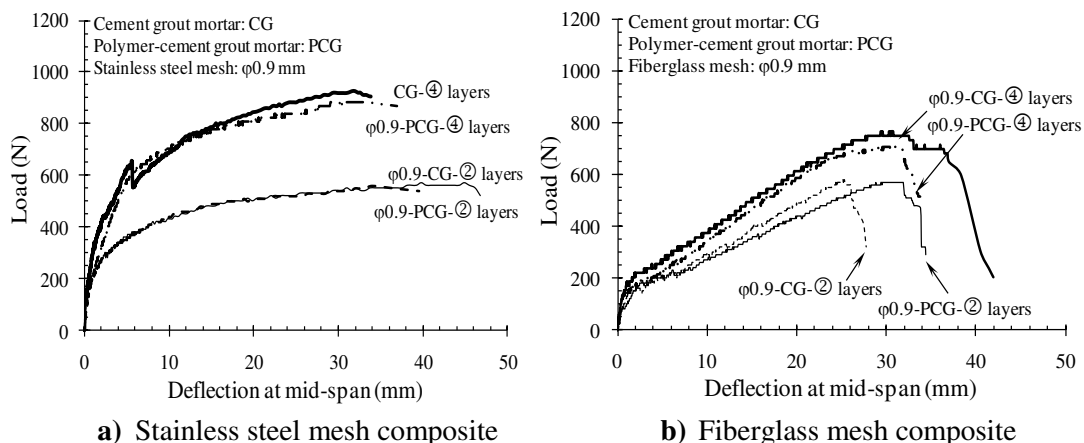 Cement grout mortar: CG
Polymer-cement grout mortar: PCG
Stainless steel mesh: φ0.9 mm
CG-④ layers
φ0.9-PCG-④ layers
φ0.9-CG-② layers
φ0.9-PCG-② layers
Load (N)
1200
1000
800
600
400
200
0
0 10 20 30 40 50
Deflection at mid-span (mm)
a) Stainless steel mesh composite
Cement grout mortar: CG
Polymer-cement grout mortar: PCG
Fiberglass mesh: φ0.9 mm
φ0.9-CG-④ layers
φ0.9-PCG-④ layers
φ0.9-CG-② layers
φ0.9-PCG-② layers
Load (N)
1200
1000
800
600
400
200
0
0 10 20 30 40 50
Deflection at mid-span (mm)
b) Fiberglass mesh composite